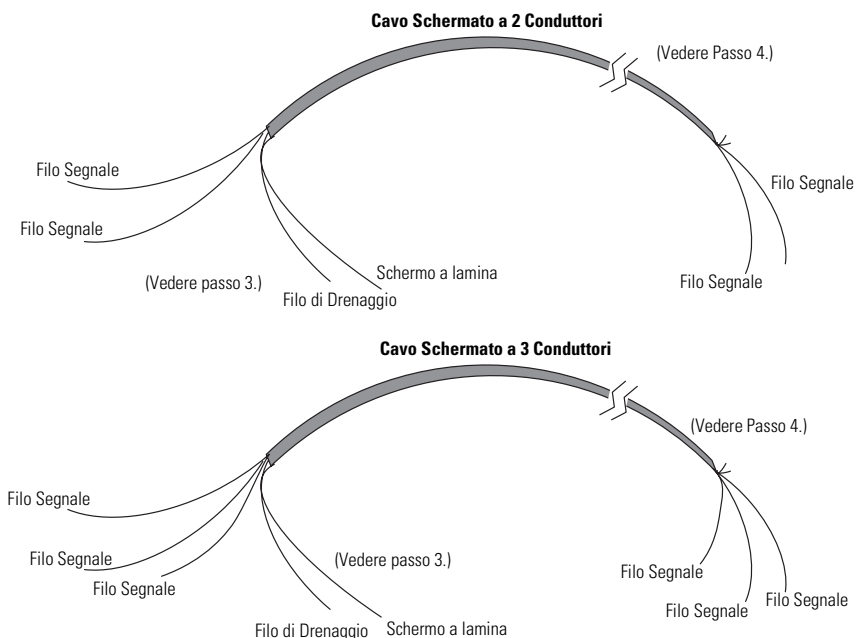 Cavo Schermato a 2 Conduttori
(Vedere Passo 4.)
Filo Segnale
Filo Segnale
Filo Segnale
(Vedere passo 3.)
Schermo a lamina
Filo di Drenaggio
Filo Segnale
Cavo Schermato a 3 Conduttori
(Vedere Passo 4.)
Filo Segnale
Filo Segnale
Filo Segnale
(Vedere passo 3.)
Filo Segnale
Filo Segnale
Filo Segnale
Filo di Drenaggio
Schermo a lamina